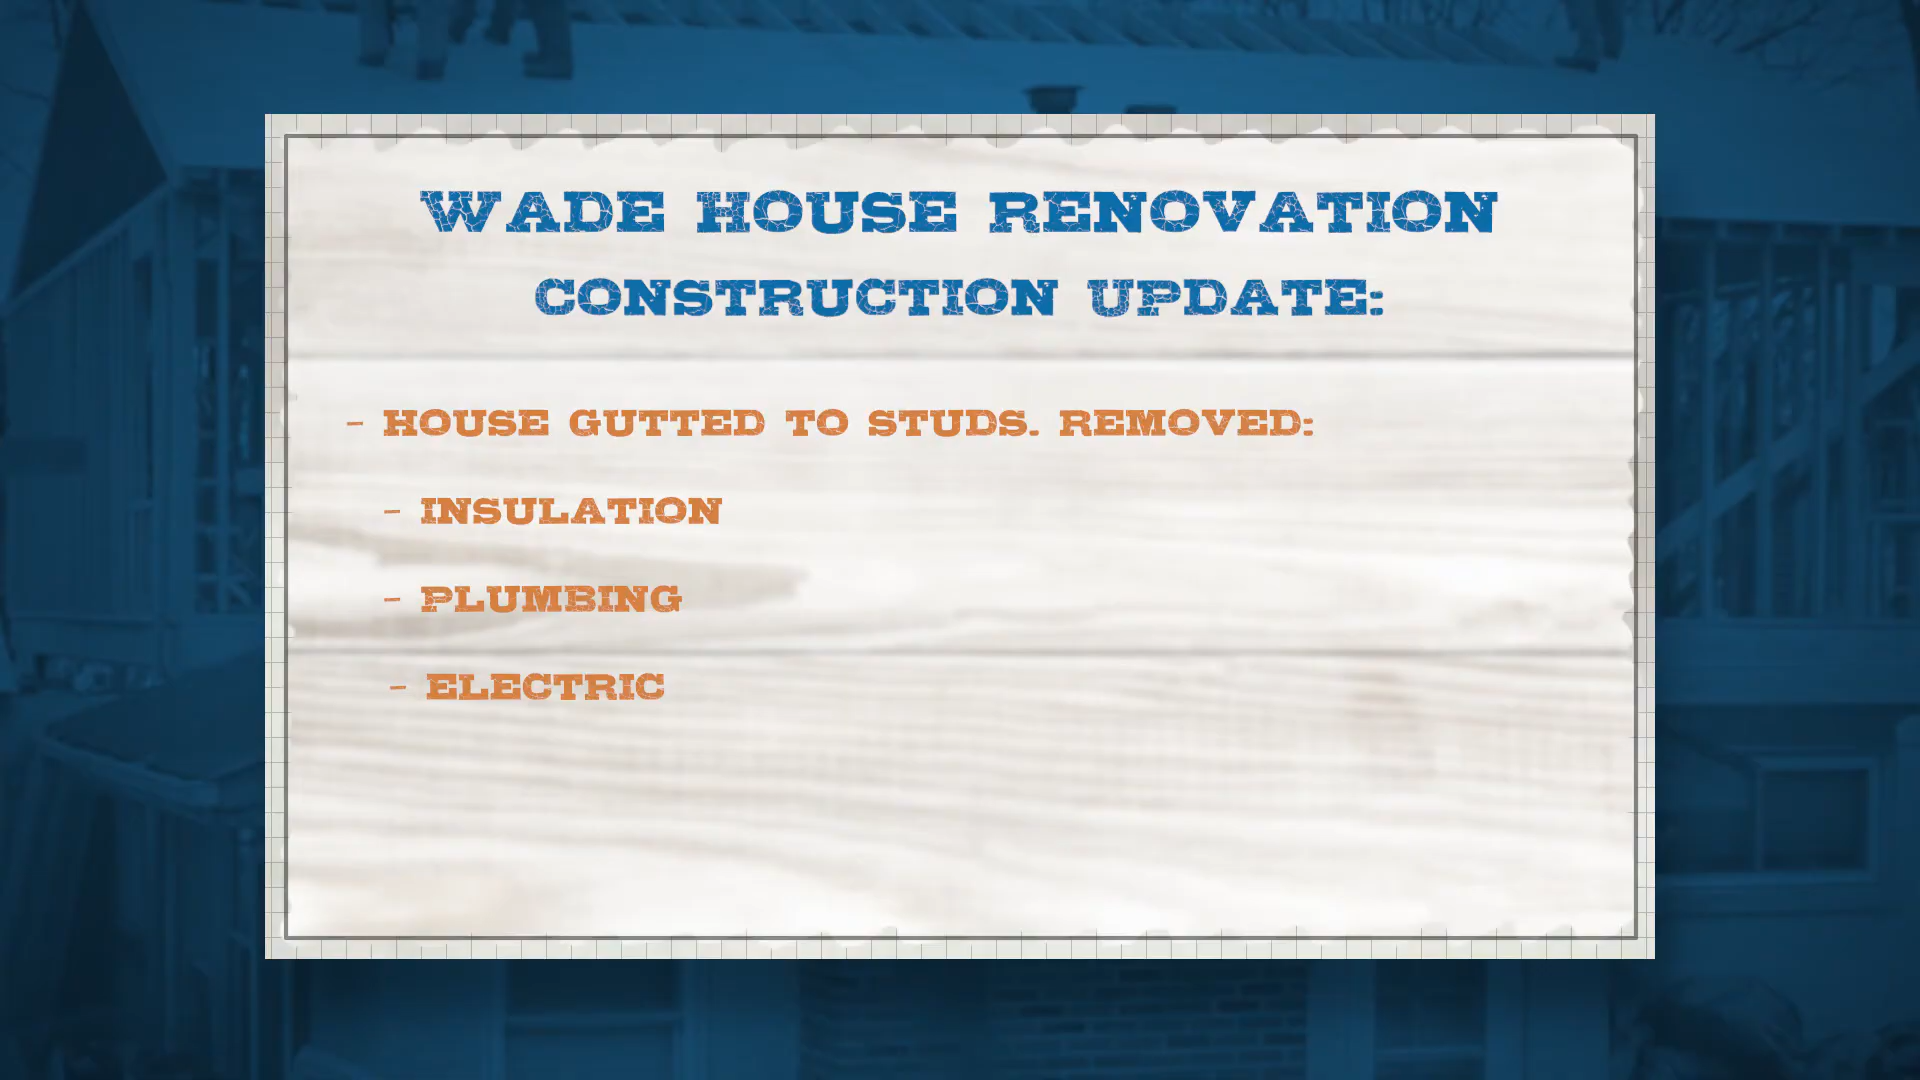 WADE HOUSE RENOVATION
CONSTRUCTION UPDATE:
- HOUSE GUTTED TO STUDS. REMOVED:
- INSULATION
- PLUMBING
- ELECTRIC